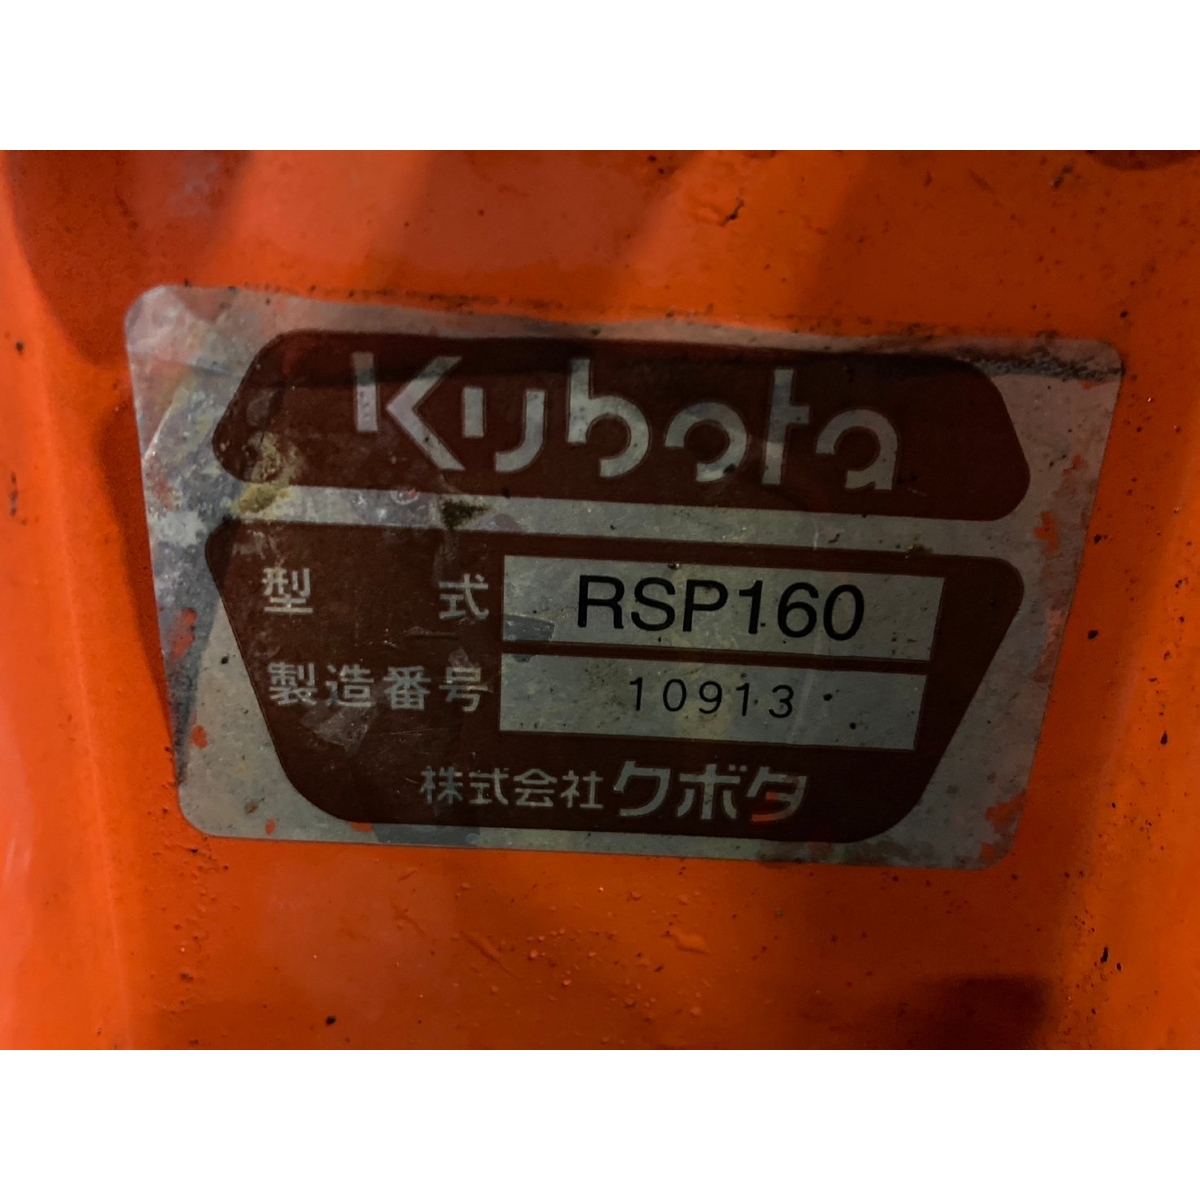 Kubota
型式 RSP160
製造番号 10913
株式会社クボタ